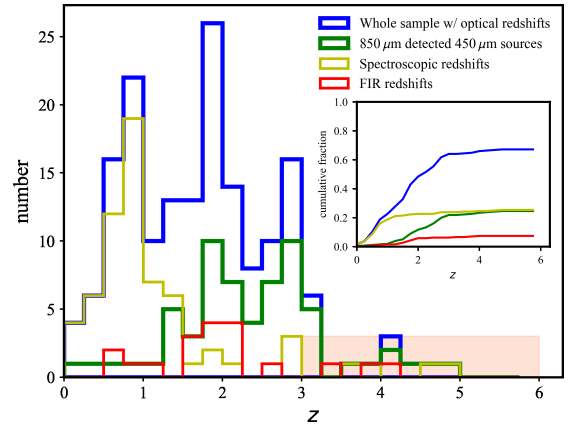 Whole sample w/ optical redshifts
850 μm detected 450 μm sources
Spectroscopic redshifts
FIR redshifts
number
25
20
15
10
5
0
0
1
2
3
4
5
6
z
cumulative fraction
1.0
0.8
0.6
0.4
0.2
0.0
0
2
4
6
z